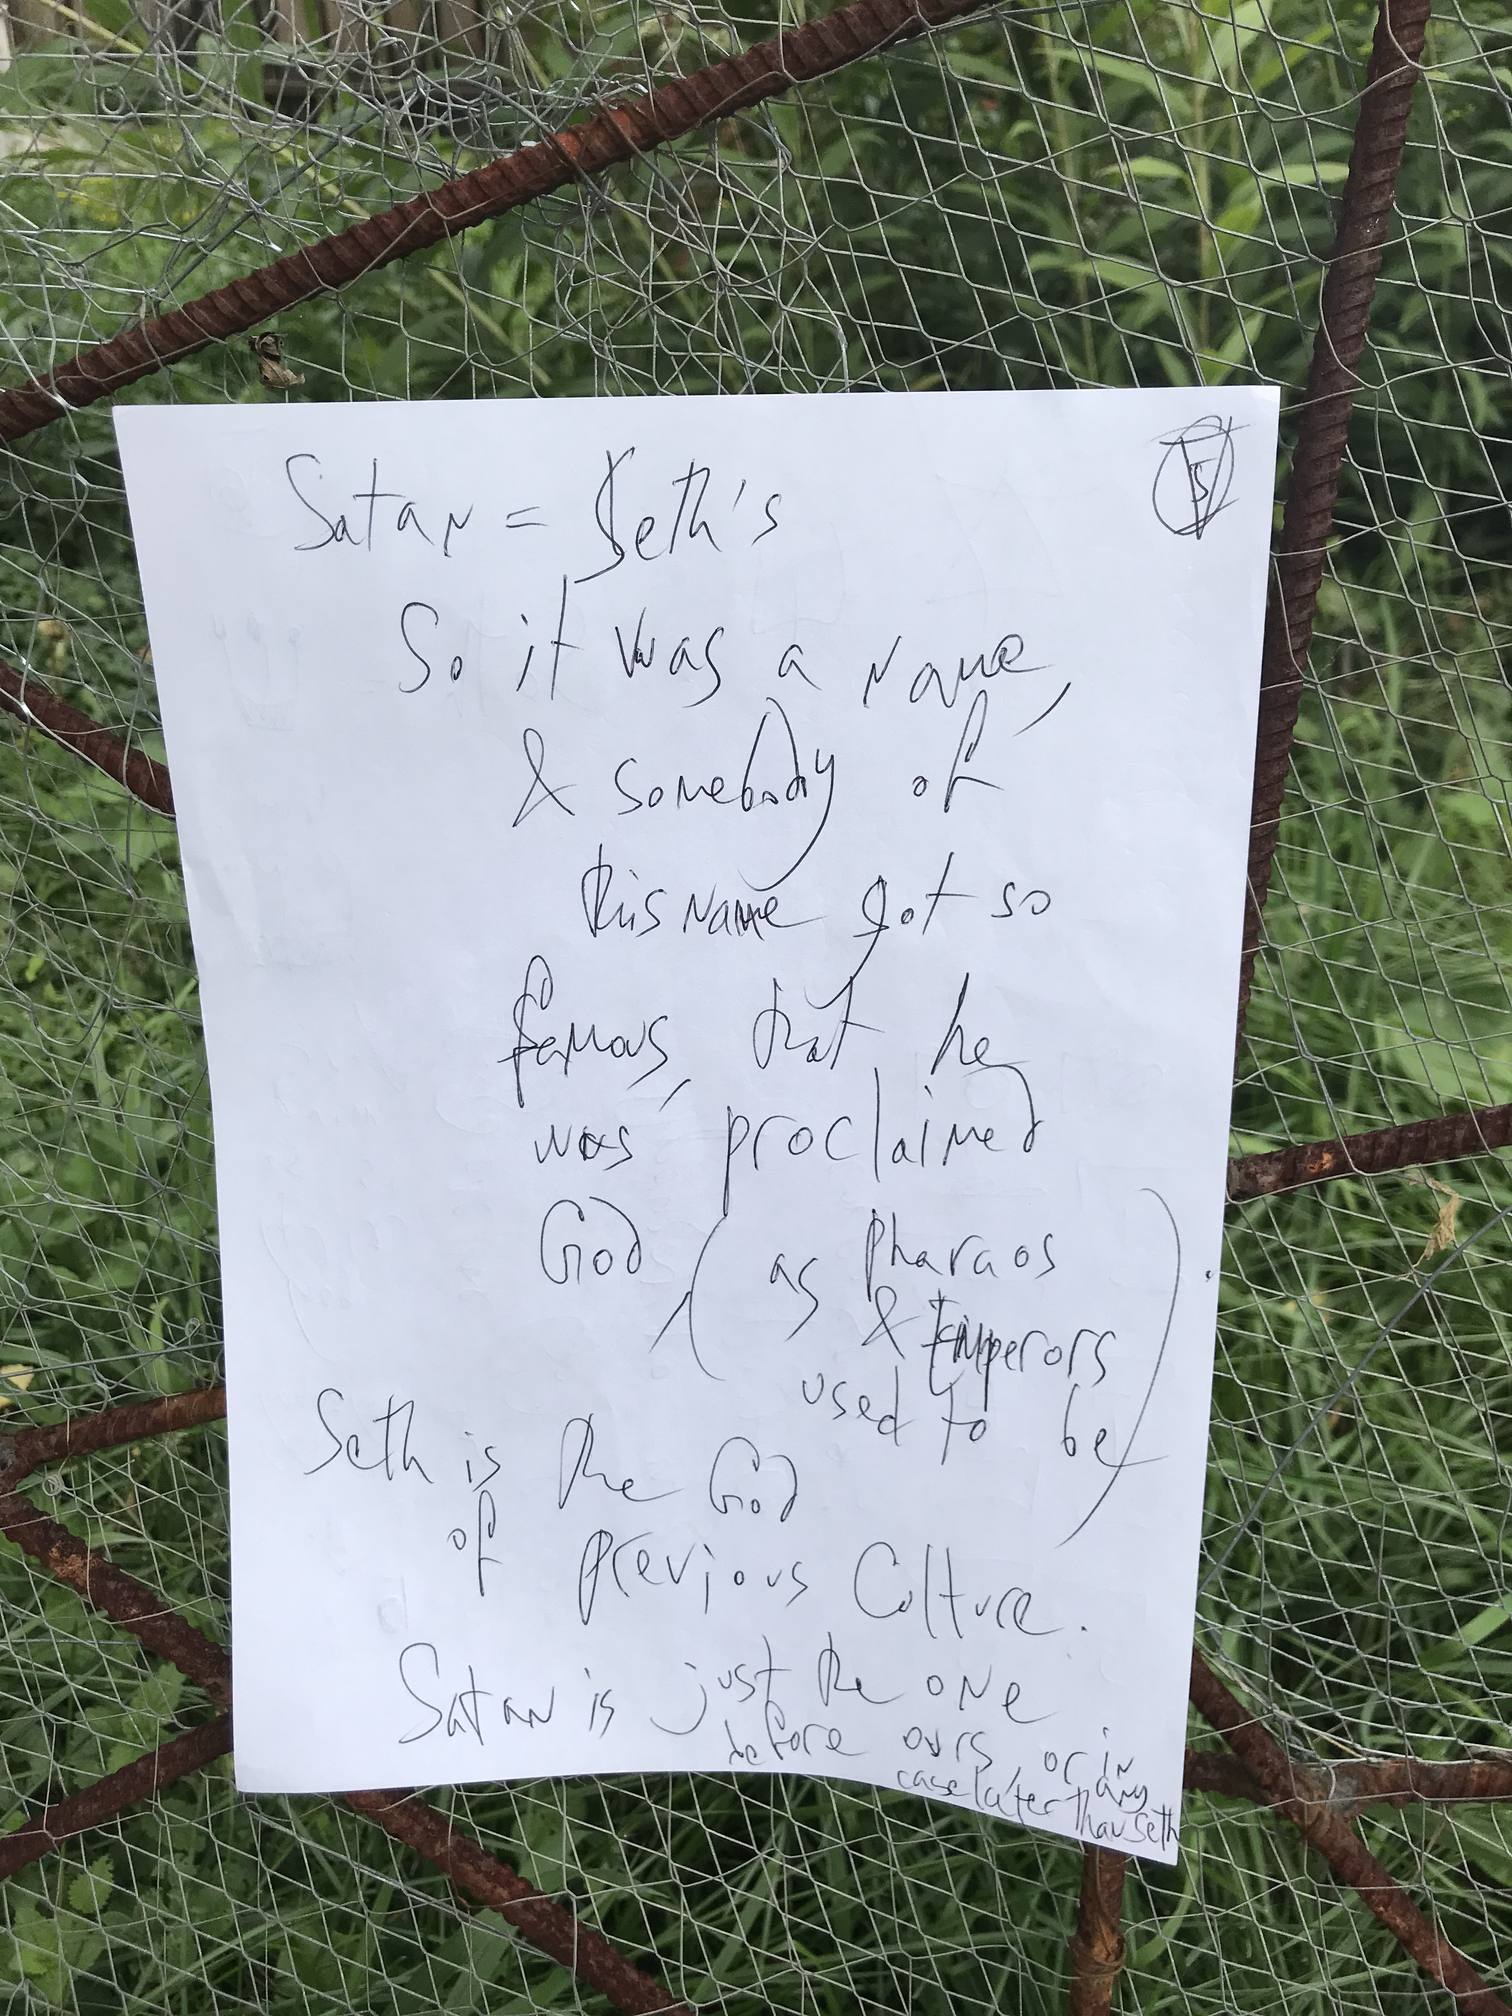 Satan = Seth's
So it was a name,
& somebody of
this name got so
famous, that he
was proclaimed
God, (as Pharaos
& Emperors
used to be)
Seth is the God
of previous Culture.
Satan is just the one
before ours or in
any
case later than Seth